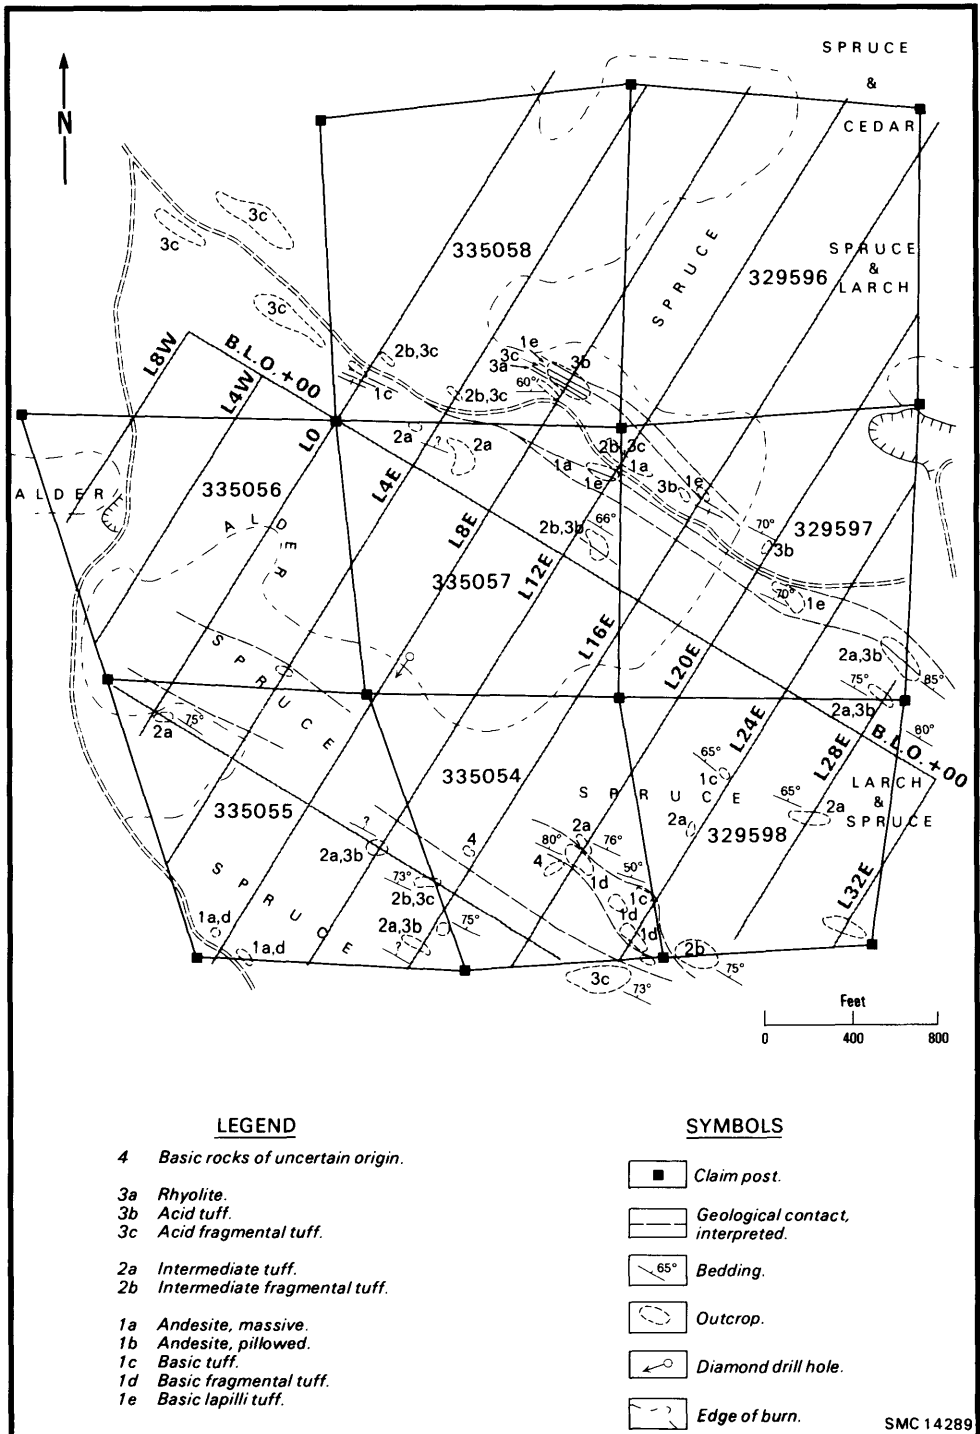 SPRUCE
&
CEDAR
N
3c
3c
335058
SPRUCE
329596
SPRUCE
&
LARCH
3c
L8W
B.L.O.+00
L4W
LO
2b,3c
1c
1e
3c
3a
3b
60°
2b,3c
2a
?
2a
2b,3c
1a
1a
1e
3b
1e
ALDER
335056
ALDER
L4E
L8E
66°
2b,3b
70°
3b
329597
335057
L12E
70°
1e
L16E
L20E
2a,3b
75°
85°
2a,3b
SPRUCE
75°
2a
L24E
L28E
60°
B.L.O.+00
335054
65°
1c
SPRUCE
65°
2a
LARCH
&
SPRUCE
335055
?
2a,3b
4
2a
80°
76°
4
1d
50°
2a
329598
73°
2b,3c
1c
1d
1d
L32E
SPRUCE
1a,d
1a,d
2a,3b
?
75°
2b
75°
3c
73°
Feet
0 400 800
LEGEND
4 Basic rocks of uncertain origin.
3a Rhyolite.
3b Acid tuff.
3c Acid fragmental tuff.
2a Intermediate tuff.
2b Intermediate fragmental tuff.
1a Andesite, massive.
1b Andesite, pillowed.
1c Basic tuff.
1d Basic fragmental tuff.
1e Basic lapilli tuff.
SYMBOLS
Claim post.
Geological contact,
interpreted.
65° Bedding.
Outcrop.
Diamond drill hole.
Edge of burn.
SMC 14289